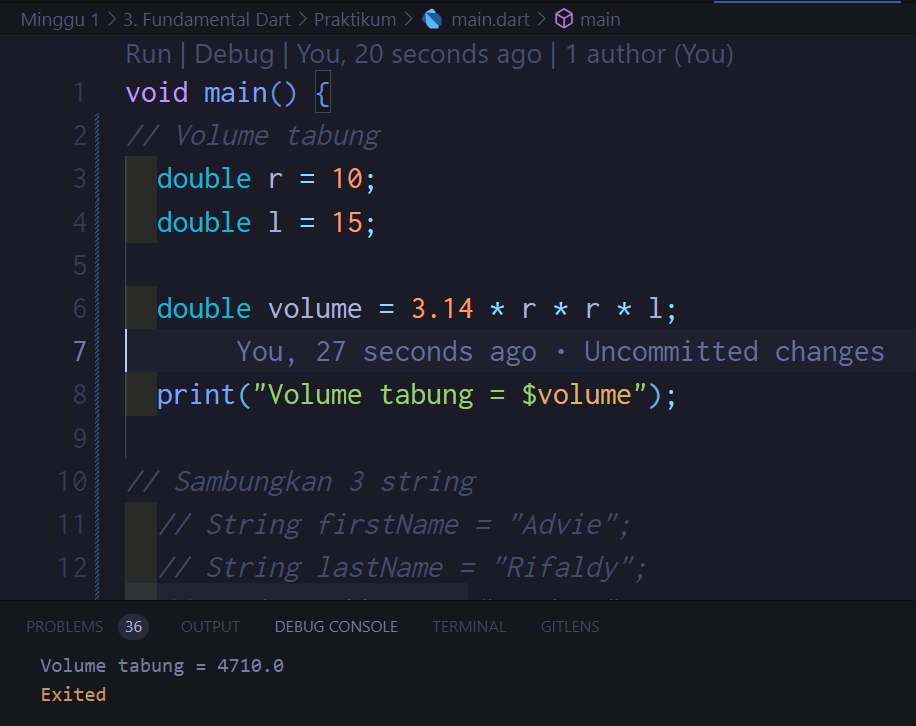 Minggu 1 > 3. Fundamental Dart > Praktikum > main.dart > main
Run | Debug | You, 20 seconds ago | 1 author (You)
1 void main() {
2 // Volume tabung
3 double r = 10;
4 double l = 15;
5
6 double volume = 3.14 * r * r * l;
7 You, 27 seconds ago • Uncommitted changes
8 print("Volume tabung = $volume");
9
10 // Sambungkan 3 string
11 // String firstName = "Advie";
12 // String lastName = "Rifaldy";
PROBLEMS 36 OUTPUT DEBUG CONSOLE TERMINAL GITLENS
Volume tabung = 4710.0
Exited